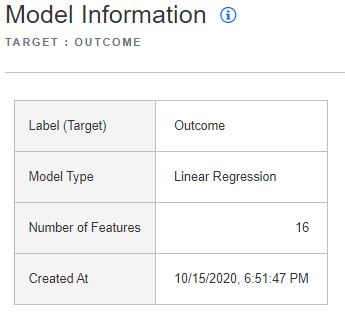 Model Information
TARGET : OUTCOME
Label (Target) Outcome
Model Type Linear Regression
Number of Features 16
Created At 10/15/2020, 6:51:47 PM